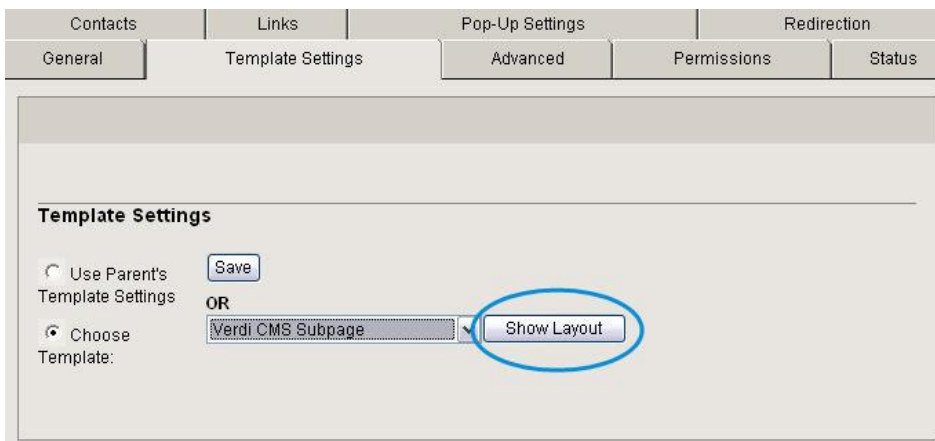 Contacts Links Pop-Up Settings Redirection
General Template Settings Advanced Permissions Status
Template Settings
Use Parent's Save
Template Settings OR
Choose Verdi CMS Subpage Show Layout
Template: